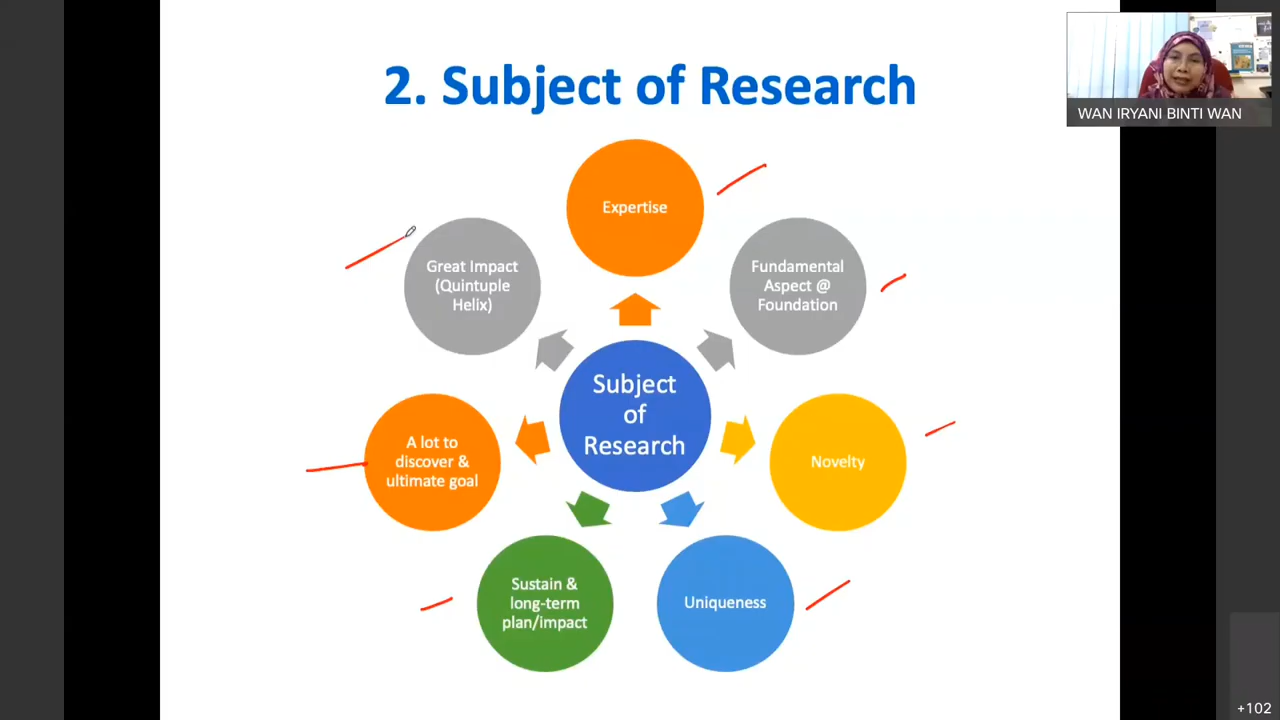 2. Subject of Research
WAN IRYANI BINTI WAN
Expertise
Great Impact
(Quintuple
Helix)
Fundamental
Aspect @
Foundation
Subject
of
Research
A lot to
discover &
ultimate goal
Novelty
Sustain &
long-term
plan/impact
Uniqueness
+102